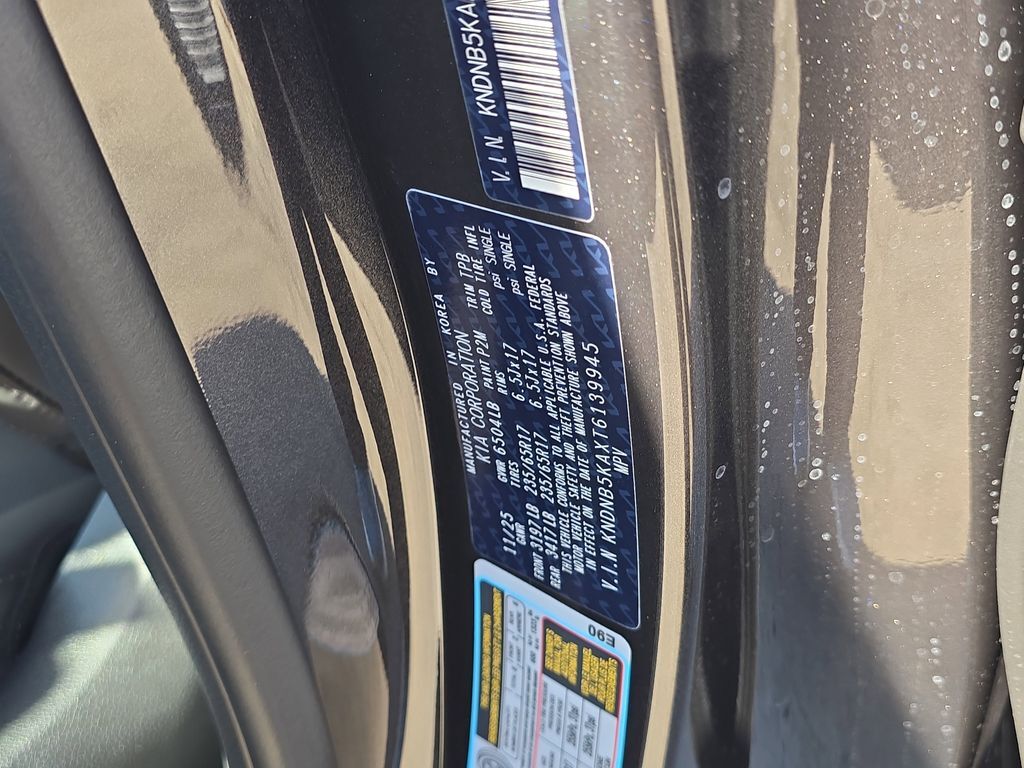 V.I.N. KNDNB5KA
MANUFACTURED IN KOREA BY
KIA CORPORATION
11/25 GVWR 6504LB PAINT P2M TRIM TPB
GAWR TIRES RIMS COLD TIRE INFL
FRONT 3197LB 235/65R17 6.5Jx17 psi SINGLE
REAR 3417LB 235/65R17 6.5Jx17 psi SINGLE
THIS VEHICLE CONFORMS TO ALL APPLICABLE U.S.A. FEDERAL
MOTOR VEHICLE SAFETY AND THEFT PREVENTION STANDARDS
IN EFFECT ON THE DATE OF MANUFACTURE SHOWN ABOVE
V.I.N KNDNB5KAXT6139945
MPV
E90